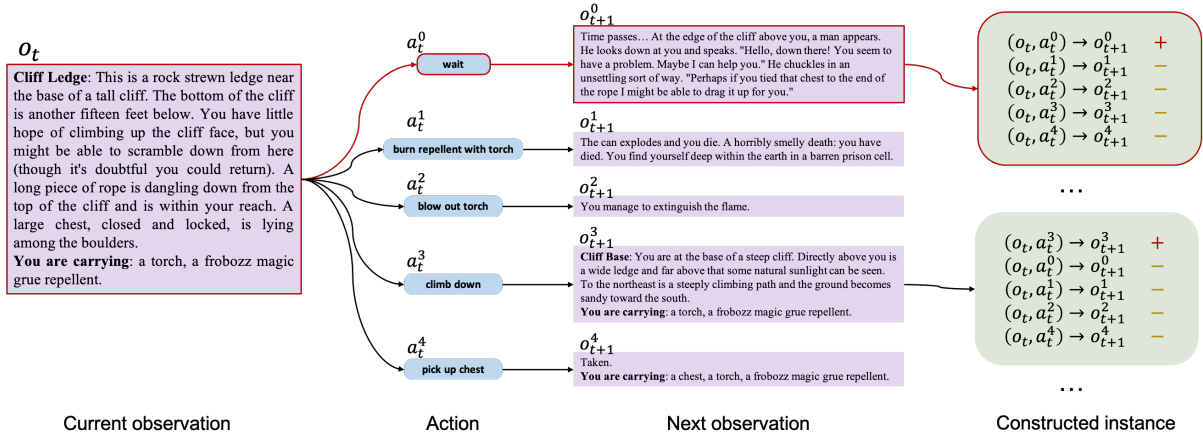 o_t
Cliff Ledge: This is a rock strewn ledge near
the base of a tall cliff. The bottom of the cliff
is another fifteen feet below. You have little
hope of climbing up the cliff face, but you
might be able to scramble down from here
(though it's doubtful you could return). A
long piece of rope is dangling down from the
top of the cliff and is within your reach. A
large chest, closed and locked, is lying
among the boulders.
You are carrying: a torch, a frobozz magic
grue repellent.
Current observation
a_t^0
wait
a_t^1
burn repellent with torch
a_t^2
blow out torch
a_t^3
climb down
a_t^4
pick up chest
Action
o_{t+1}^0
Time passes… At the edge of the cliff above you, a man appears.
He looks down at you and speaks. "Hello, down there! You seem to
have a problem. Maybe I can help you." He chuckles in an
unsettling sort of way. "Perhaps if you tied that chest to the end of
the rope I might be able to drag it up for you."
o_{t+1}^1
The can explodes and you die. A horribly smelly death: you have
died. You find yourself deep within the earth in a barren prison cell.
o_{t+1}^2
You manage to extinguish the flame.
o_{t+1}^3
Cliff Base: You are at the base of a steep cliff. Directly above you is
a wide ledge and far above that some natural sunlight can be seen.
To the northeast is a steeply climbing path and the ground becomes
sandy toward the south.
You are carrying: a torch, a frobozz magic grue repellent.
o_{t+1}^4
Taken.
You are carrying: a chest, a torch, a frobozz magic grue repellent.
Next observation
(o_t, a_t^0) → o_{t+1}^0 +
(o_t, a_t^1) → o_{t+1}^1 −
(o_t, a_t^2) → o_{t+1}^2 −
(o_t, a_t^3) → o_{t+1}^3 −
(o_t, a_t^4) → o_{t+1}^4 −
...
(o_t, a_t^3) → o_{t+1}^3 +
(o_t, a_t^0) → o_{t+1}^0 −
(o_t, a_t^1) → o_{t+1}^1 −
(o_t, a_t^2) → o_{t+1}^2 −
(o_t, a_t^4) → o_{t+1}^4 −
...
Constructed instance